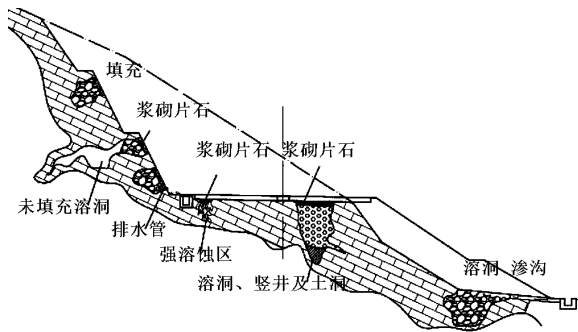 填充
浆砌片石
浆砌片石 浆砌片石
未填充溶洞
排水管
强溶蚀区
溶洞、竖井及土洞
溶洞 渗沟